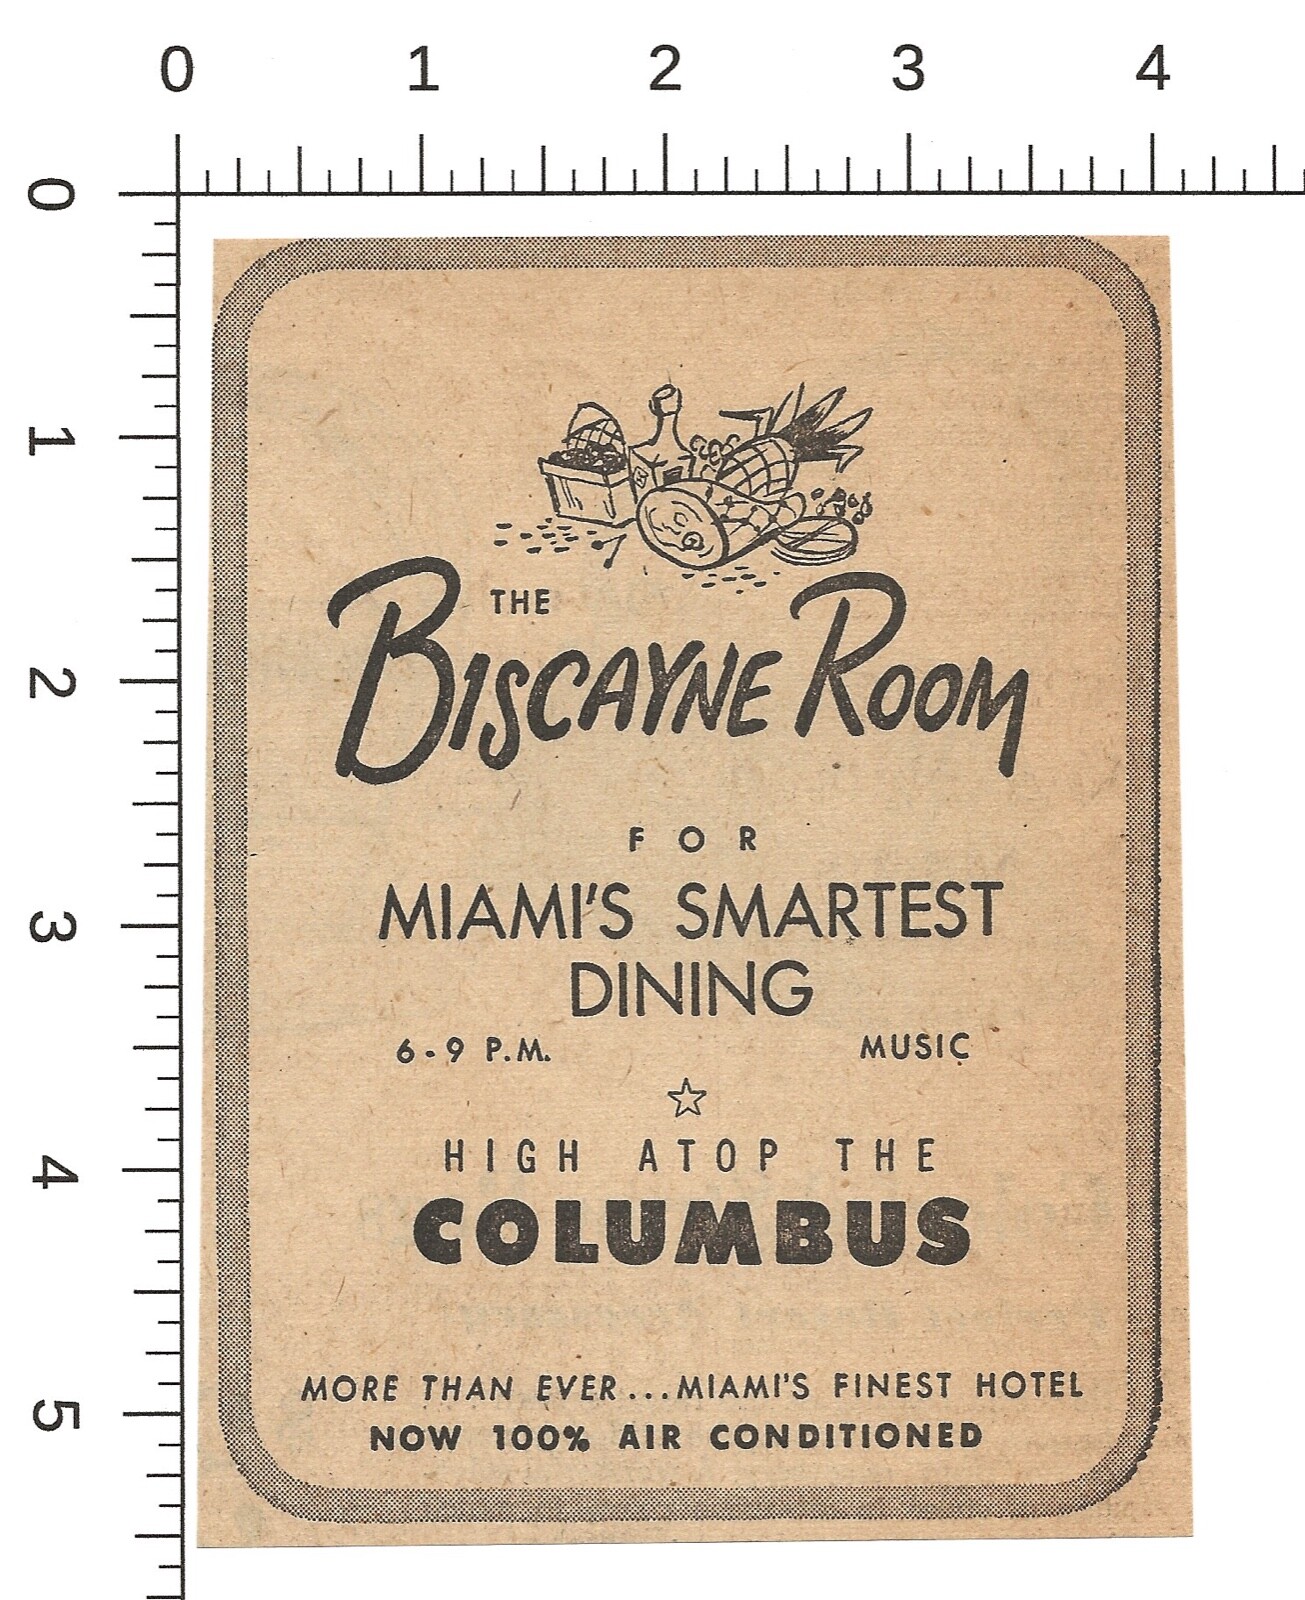 0 1 2 3 4
0
1
2
3
4
5
THE
BISCAYNE ROOM
FOR
MIAMI'S SMARTEST
DINING
6-9 P.M. MUSIC
HIGH ATOP THE
COLUMBUS
MORE THAN EVER...MIAMI'S FINEST HOTEL
NOW 100% AIR CONDITIONED